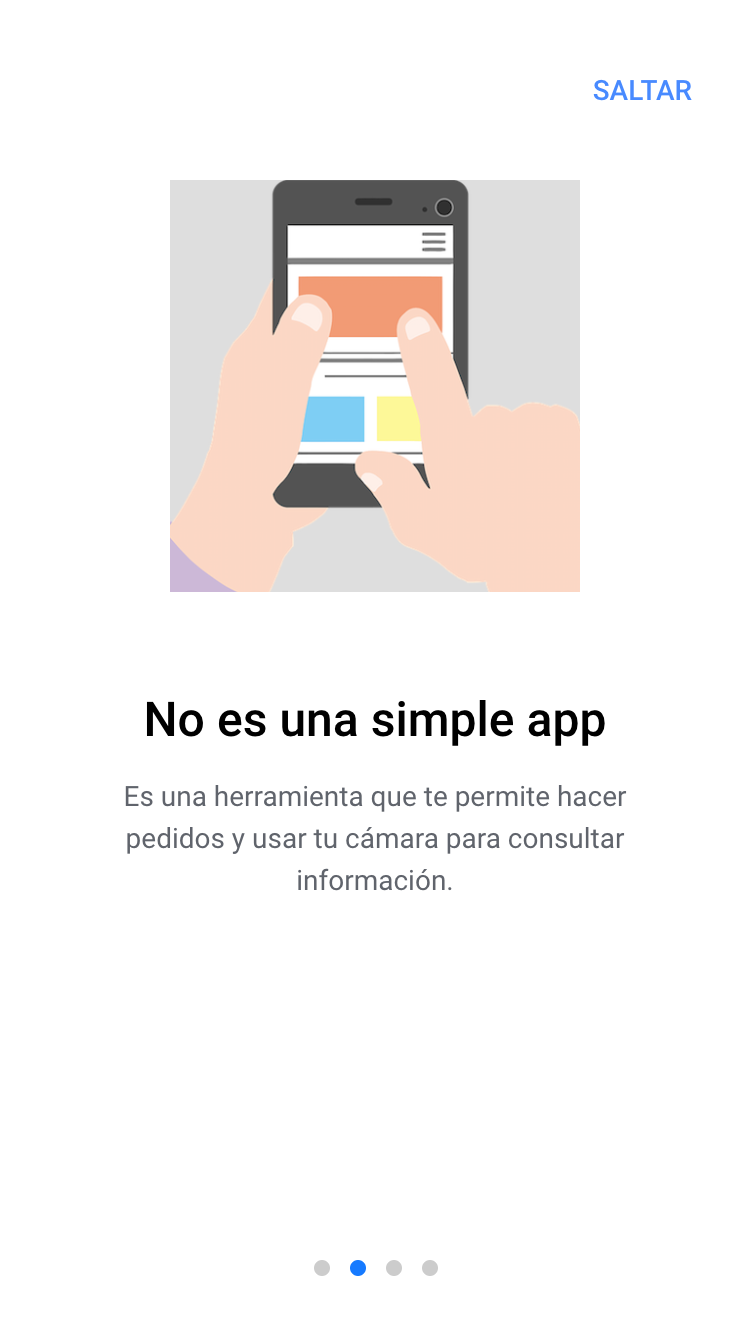 SALTAR
No es una simple app
Es una herramienta que te permite hacer
pedidos y usar tu cámara para consultar
información.